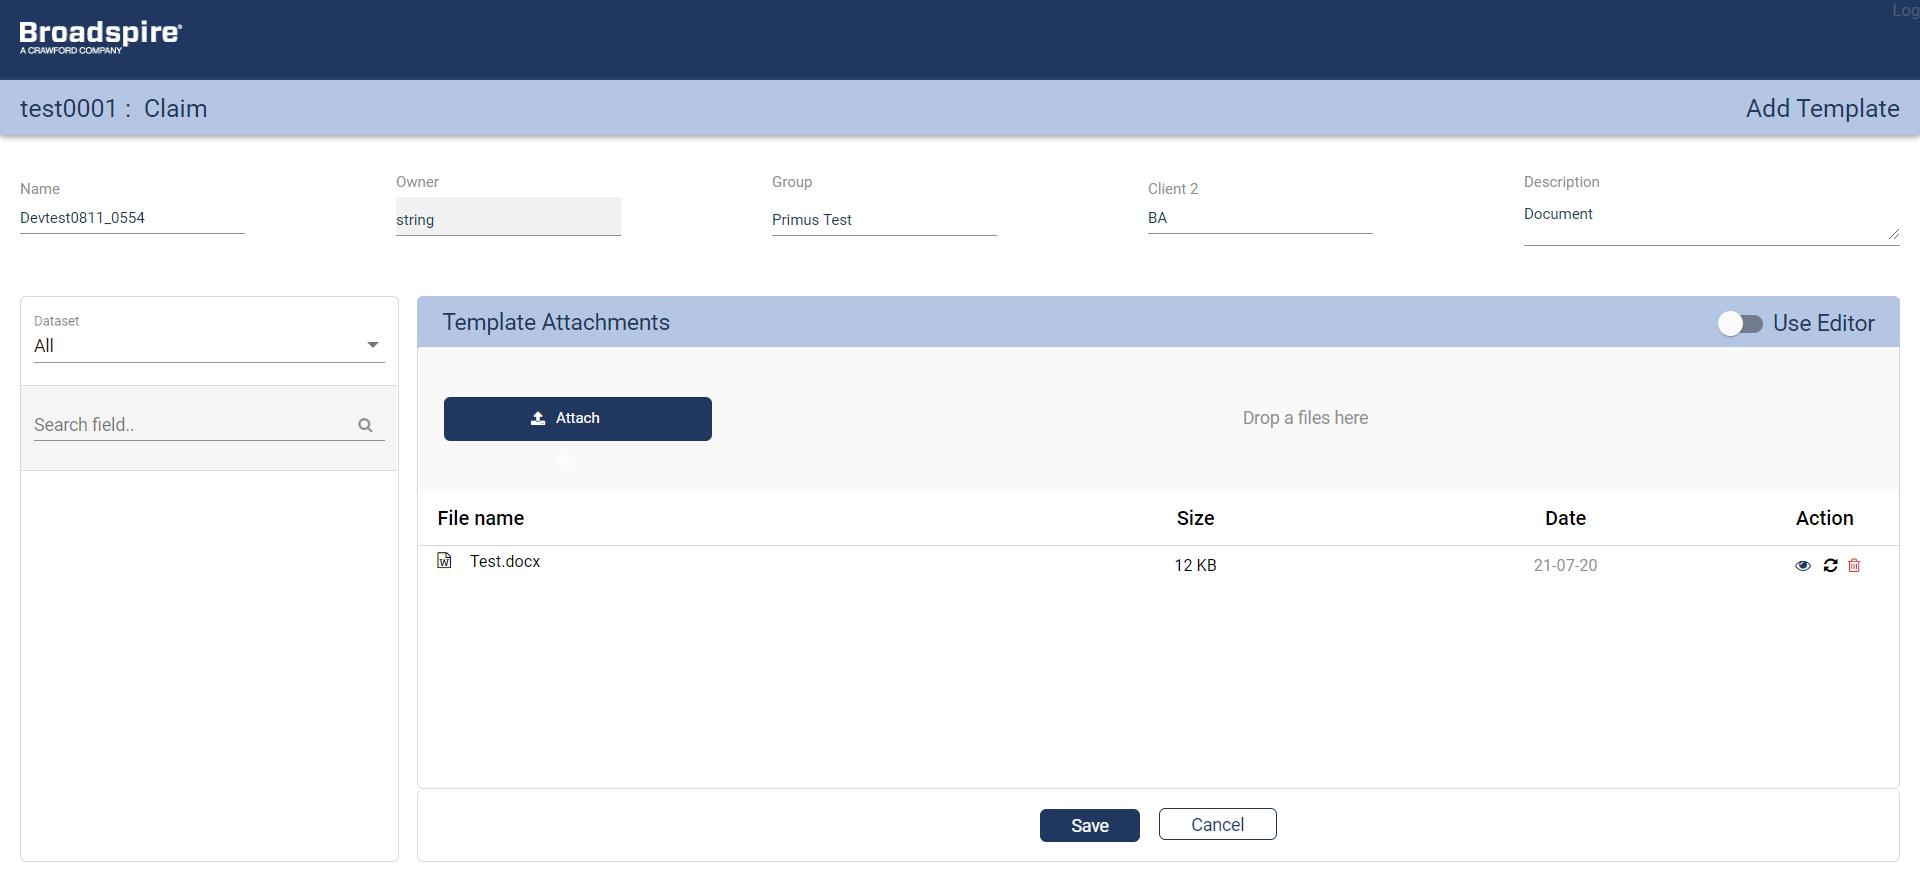 Log
Broadspire®
A CRAWFORD COMPANY
test0001 : Claim
Add Template
Name
Owner
Group
Client 2
Description
Devtest0811_0554
string
Primus Test
BA
Document
Dataset
All
Search field..
Template Attachments
Use Editor
Attach
file
Drop a files here
File name
Size
Date
Action
Test.docx
12 KB
21-07-20
Save
Cancel